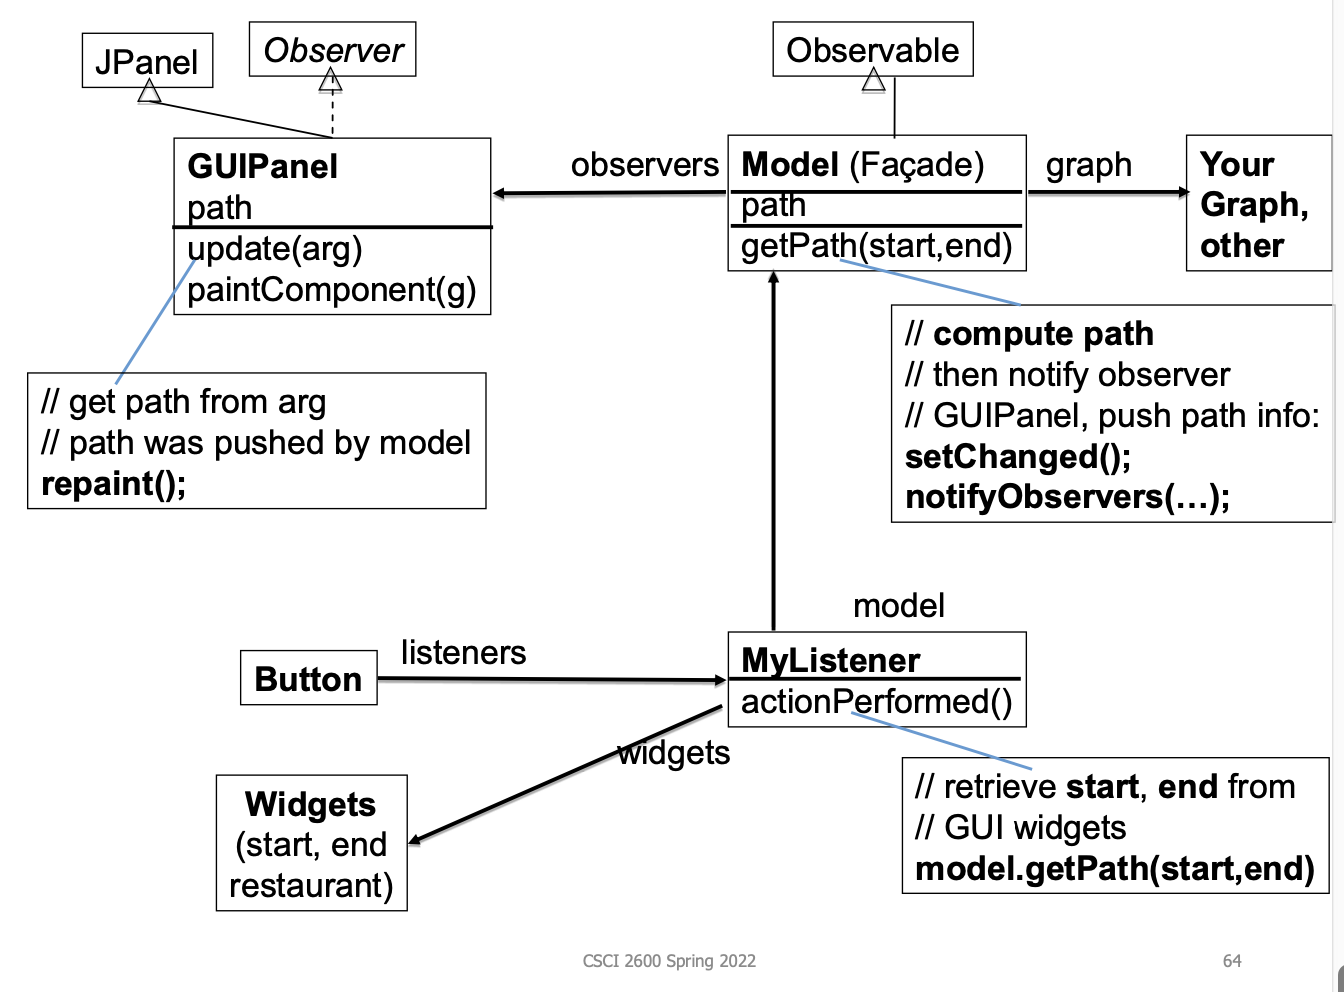 JPanel
Observer
Observable
GUIPanel
path
update(arg)
paintComponent(g)
observers
Model (Façade)
path
getPath(start,end)
graph
Your
Graph,
other
// get path from arg
// path was pushed by model
repaint();
// compute path
// then notify observer
// GUIPanel, push path info:
setChanged();
notifyObservers(...);
model
listeners
Button
MyListener
actionPerformed()
widgets
Widgets
(start, end
restaurant)
// retrieve start, end from
// GUI widgets
model.getPath(start,end)
CSCI 2600 Spring 2022
64